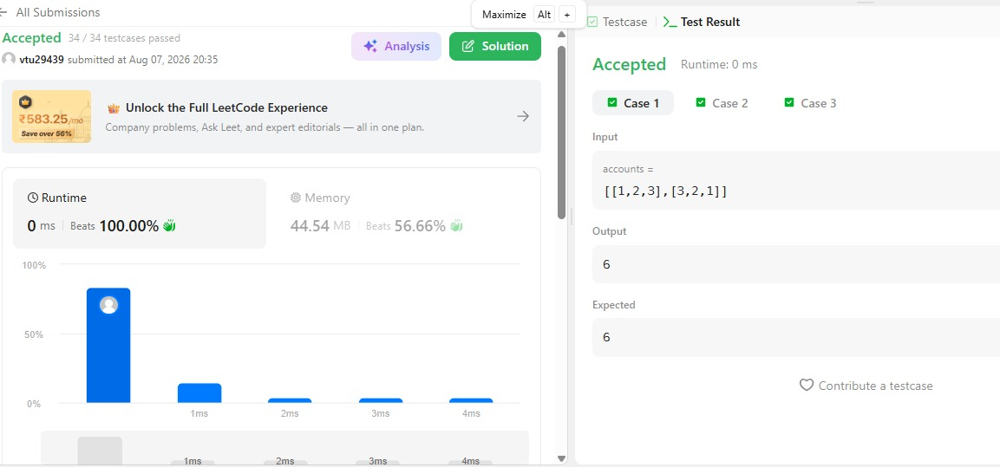 All Submissions
Maximize Alt +
Accepted 34 / 34 testcases passed
vtu29439 submitted at Aug 07, 2026 20:35
Analysis
Solution
₹583.25/mo
Save over 56%
Unlock the Full LeetCode Experience
Company problems, Ask Leet, and expert editorials — all in one plan.
Runtime
0 ms | Beats 100.00%
Memory
44.54 MB | Beats 56.66%
100%
50%
0%
1ms 2ms 3ms 4ms
1ms 2ms 3ms 4ms
Testcase | Test Result
Accepted Runtime: 0 ms
Case 1 Case 2 Case 3
Input
accounts =
[[1,2,3],[3,2,1]]
Output
6
Expected
6
Contribute a testcase